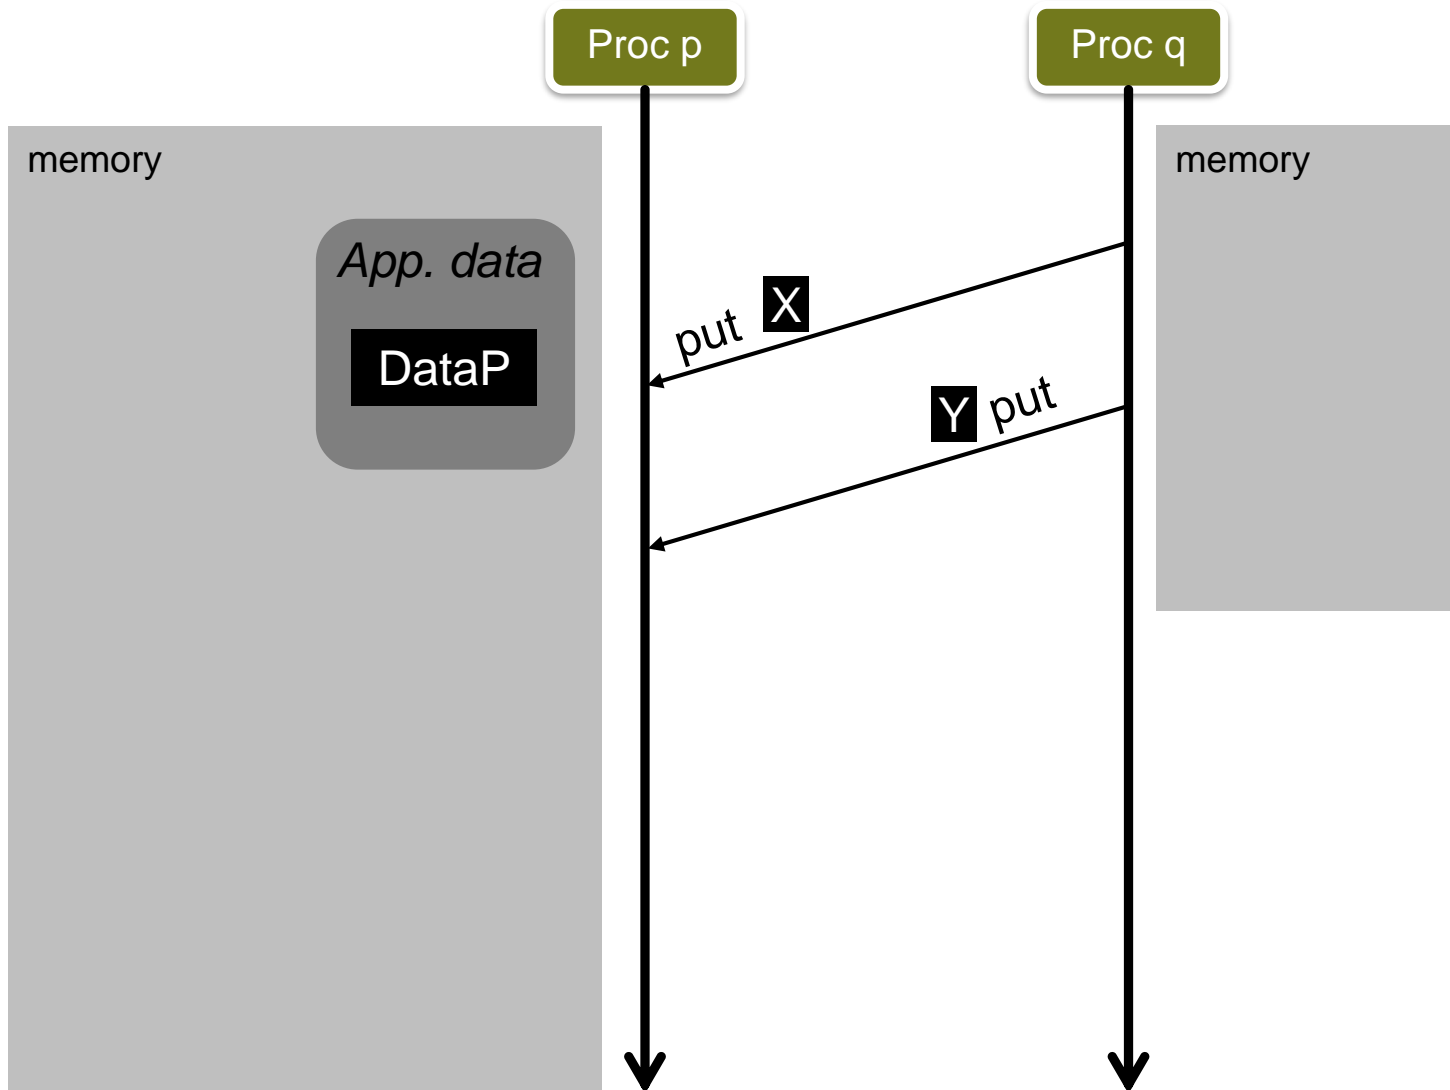 Proc p
Proc q
memory
memory
App. data
DataP
put X
Y put